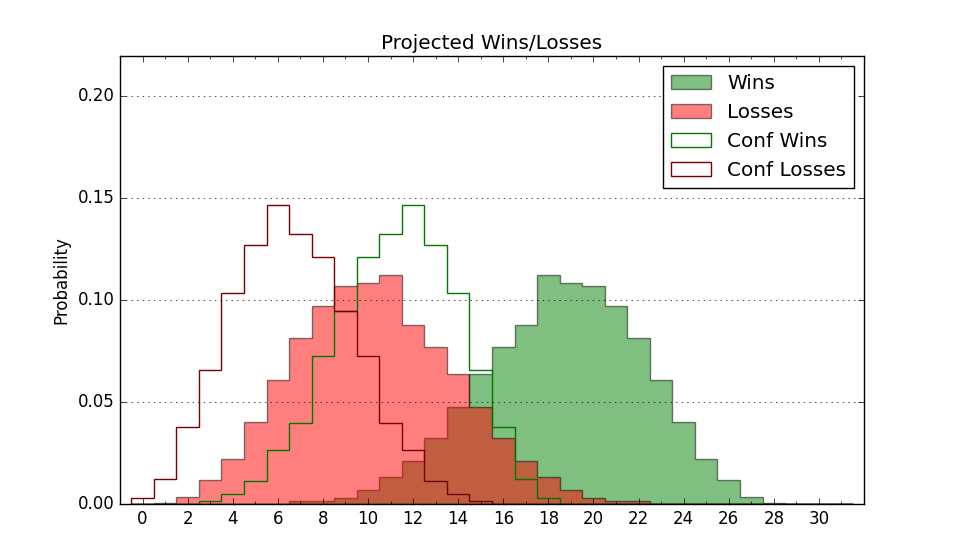 Projected Wins/Losses
Wins
Losses
Conf Wins
Conf Losses
Probability
0.20
0.15
0.10
0.05
0.00
0 2 4 6 8 10 12 14 16 18 20 22 24 26 28 30